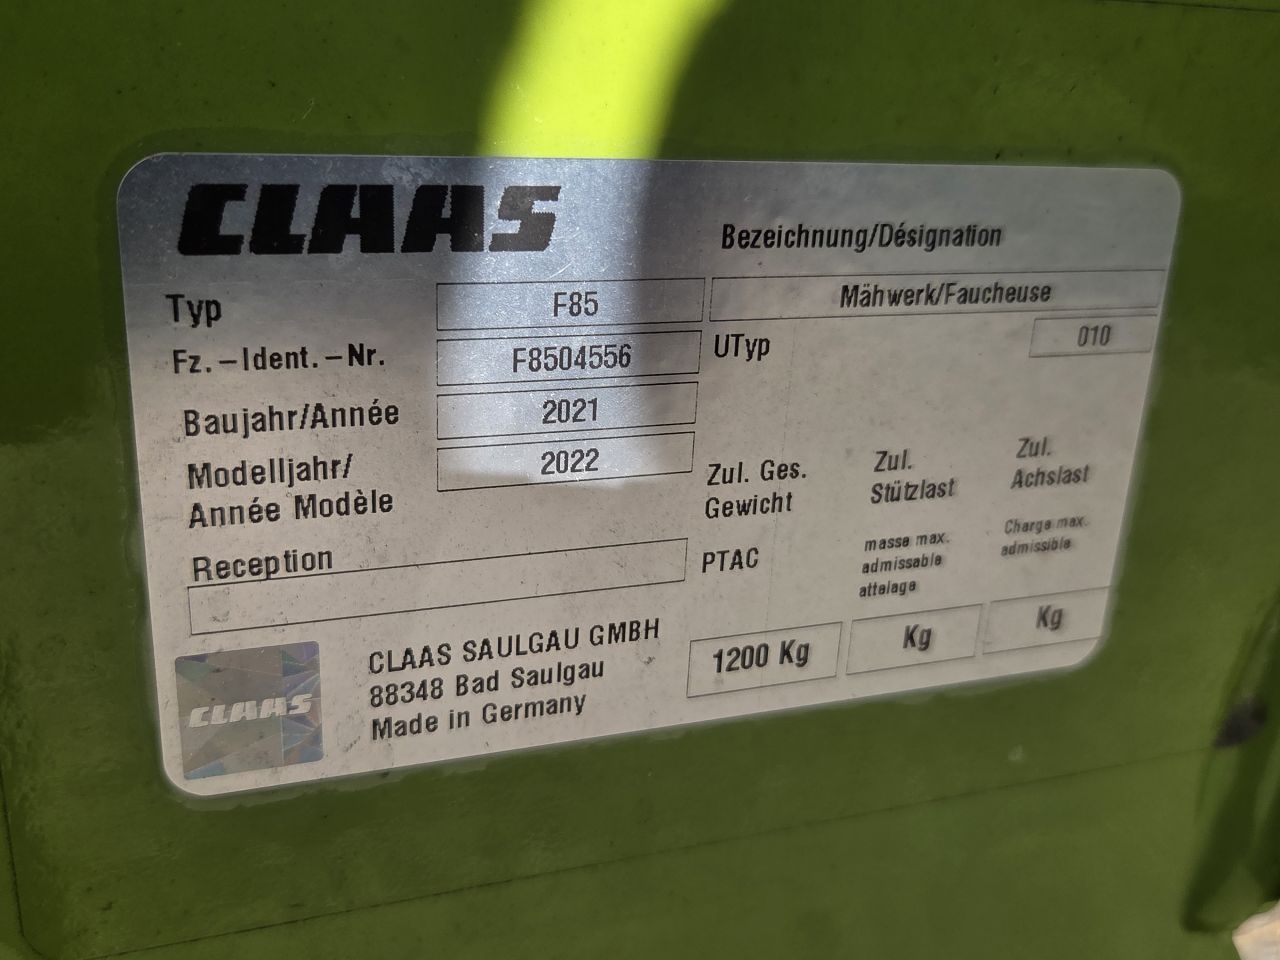 CLAAS
Bezeichnung/Désignation
Typ F85 Mähwerk/Faucheuse
Fz.-Ident.-Nr. F8504556 UTyp 010
Baujahr/Année 2021
Modelljahr/ 2022
Année Modèle
Zul. Ges. Zul. Zul.
Gewicht Stützlast Achslast
Reception
PTAC masse max. Charge max.
admissable admissible
attelage
1200 Kg Kg Kg
CLAAS SAULGAU GMBH
88348 Bad Saulgau
Made in Germany
CLAAS